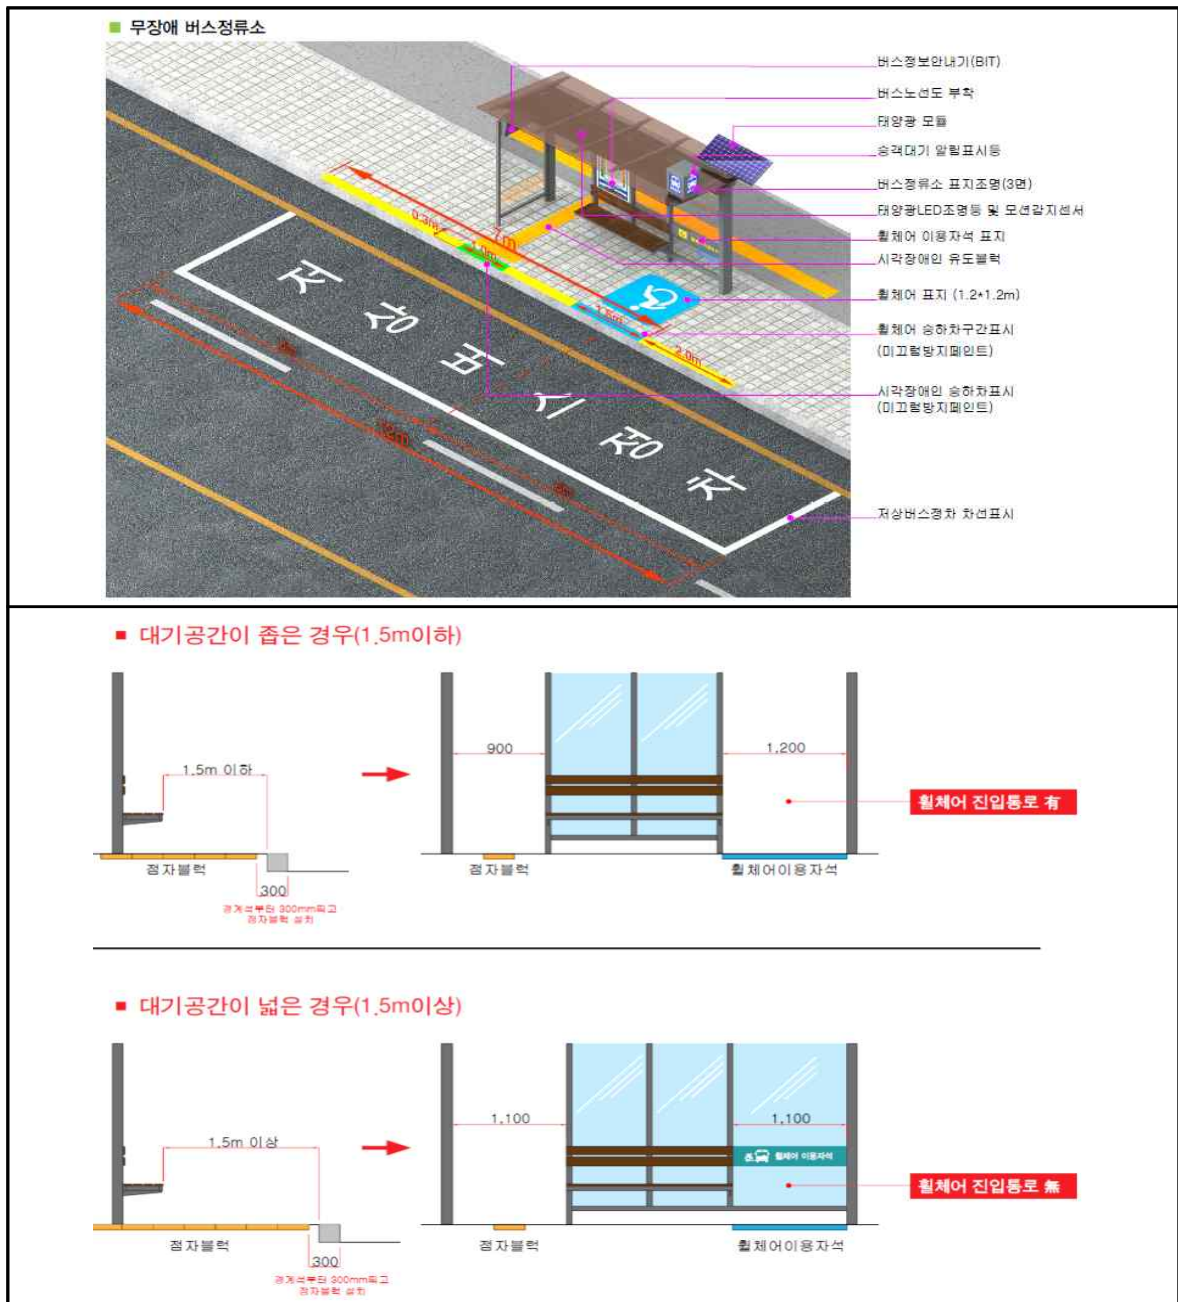 ■ 무장애 버스정류소
버스정보안내기(BIT)
버스노선도 부착
태양광 모듈
승객대기 알림표시등
버스정류소 표지조명(3면)
태양광LED조명등 및 모션감지센서
휠체어 이용자석 표지
시각장애인 유도블럭
휠체어 표지 (1.2*1.2m)
휠체어 승하차구간표시
(미끄럼방지페인트)
시각장애인 승하차표시
(미끄럼방지페인트)
저상버스정차 차선표시
0.3m
7m
1.0m
2.0m
12m
저상버스정차
■ 대기공간이 좁은 경우(1.5m이하)
1.5m 이하
900
1,200
휠체어 진입통로 有
점자블럭
점자블럭
휠체어이용자석
300
경계석부터 300mm띄고
점자블럭 설치
■ 대기공간이 넓은 경우(1.5m이상)
1.5m 이상
1,100
1,100
휠체어 이용자석
휠체어 진입통로 無
점자블럭
점자블럭
휠체어이용자석
300
경계석부터 300mm띄고
점자블럭 설치